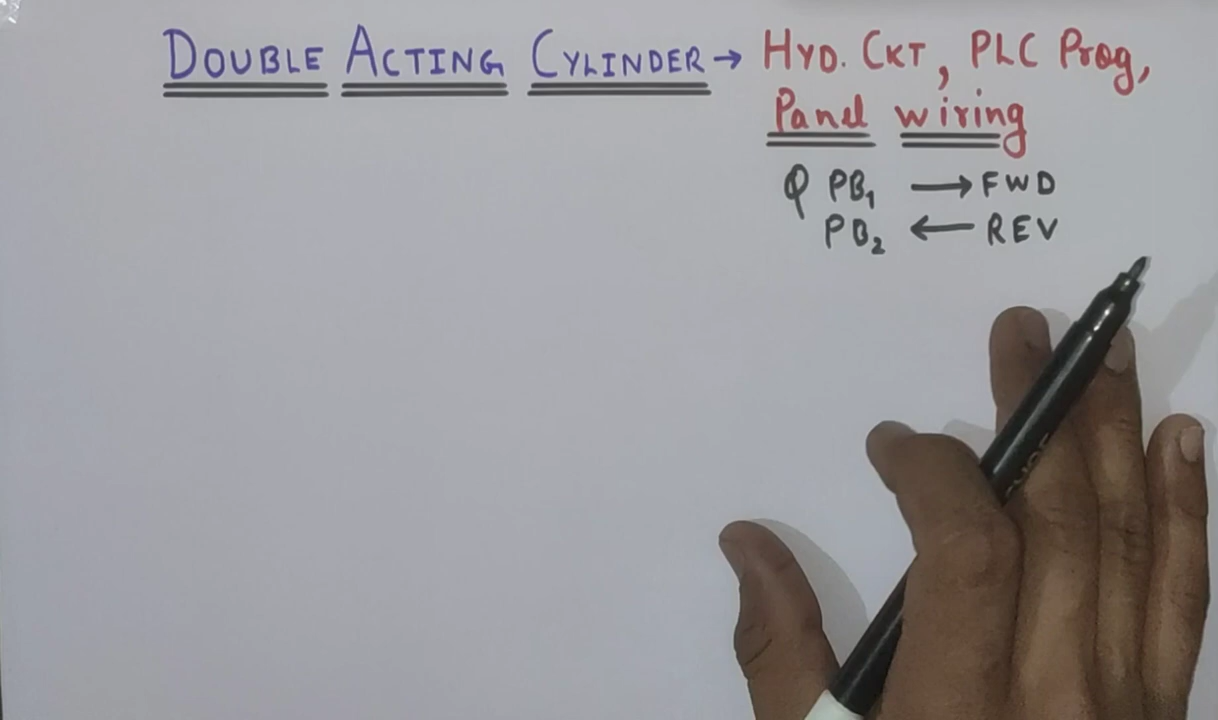 DOUBLE ACTING CYLINDER → HYD. CKT, PLC Prog,
Panel wiring
Q PB₁ → FWD
PB₂ ← REV